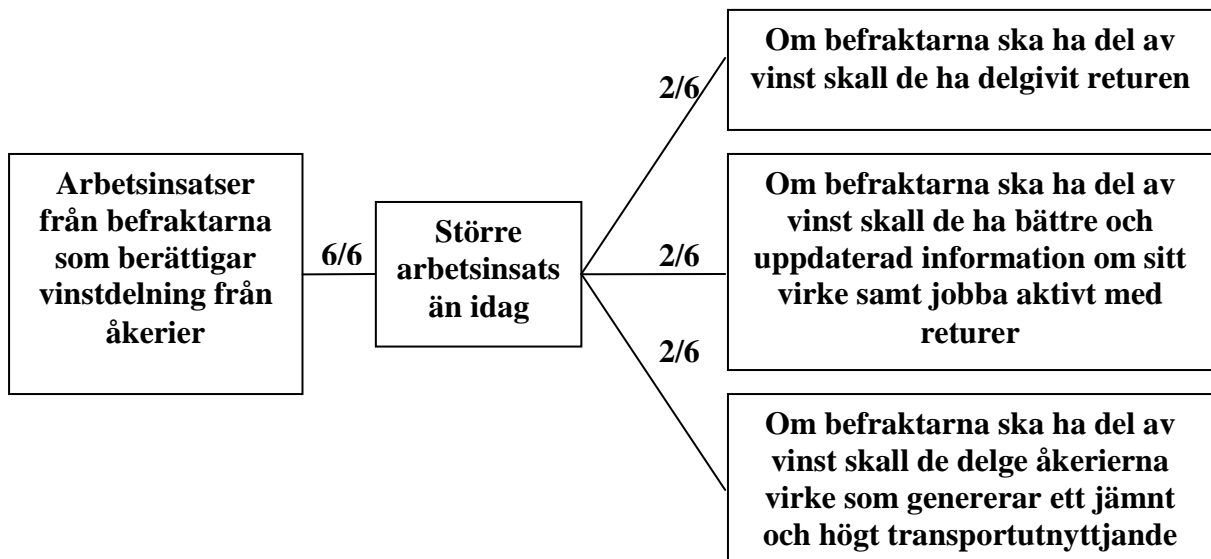 Arbetsinsatser
från befraktarna
som berättigar
vinstdelning från
åkerier
6/6
Större
arbetsinsats
än idag
2/6
Om befraktarna ska ha del av
vinst skall de ha delgivit returen
2/6
Om befraktarna ska ha del av
vinst skall de ha bättre och
uppdaterad information om sitt
virke samt jobba aktivt med
returer
2/6
Om befraktarna ska ha del av
vinst skall de delge åkerierna
virke som genererar ett jämnt
och högt transportutnyttjande